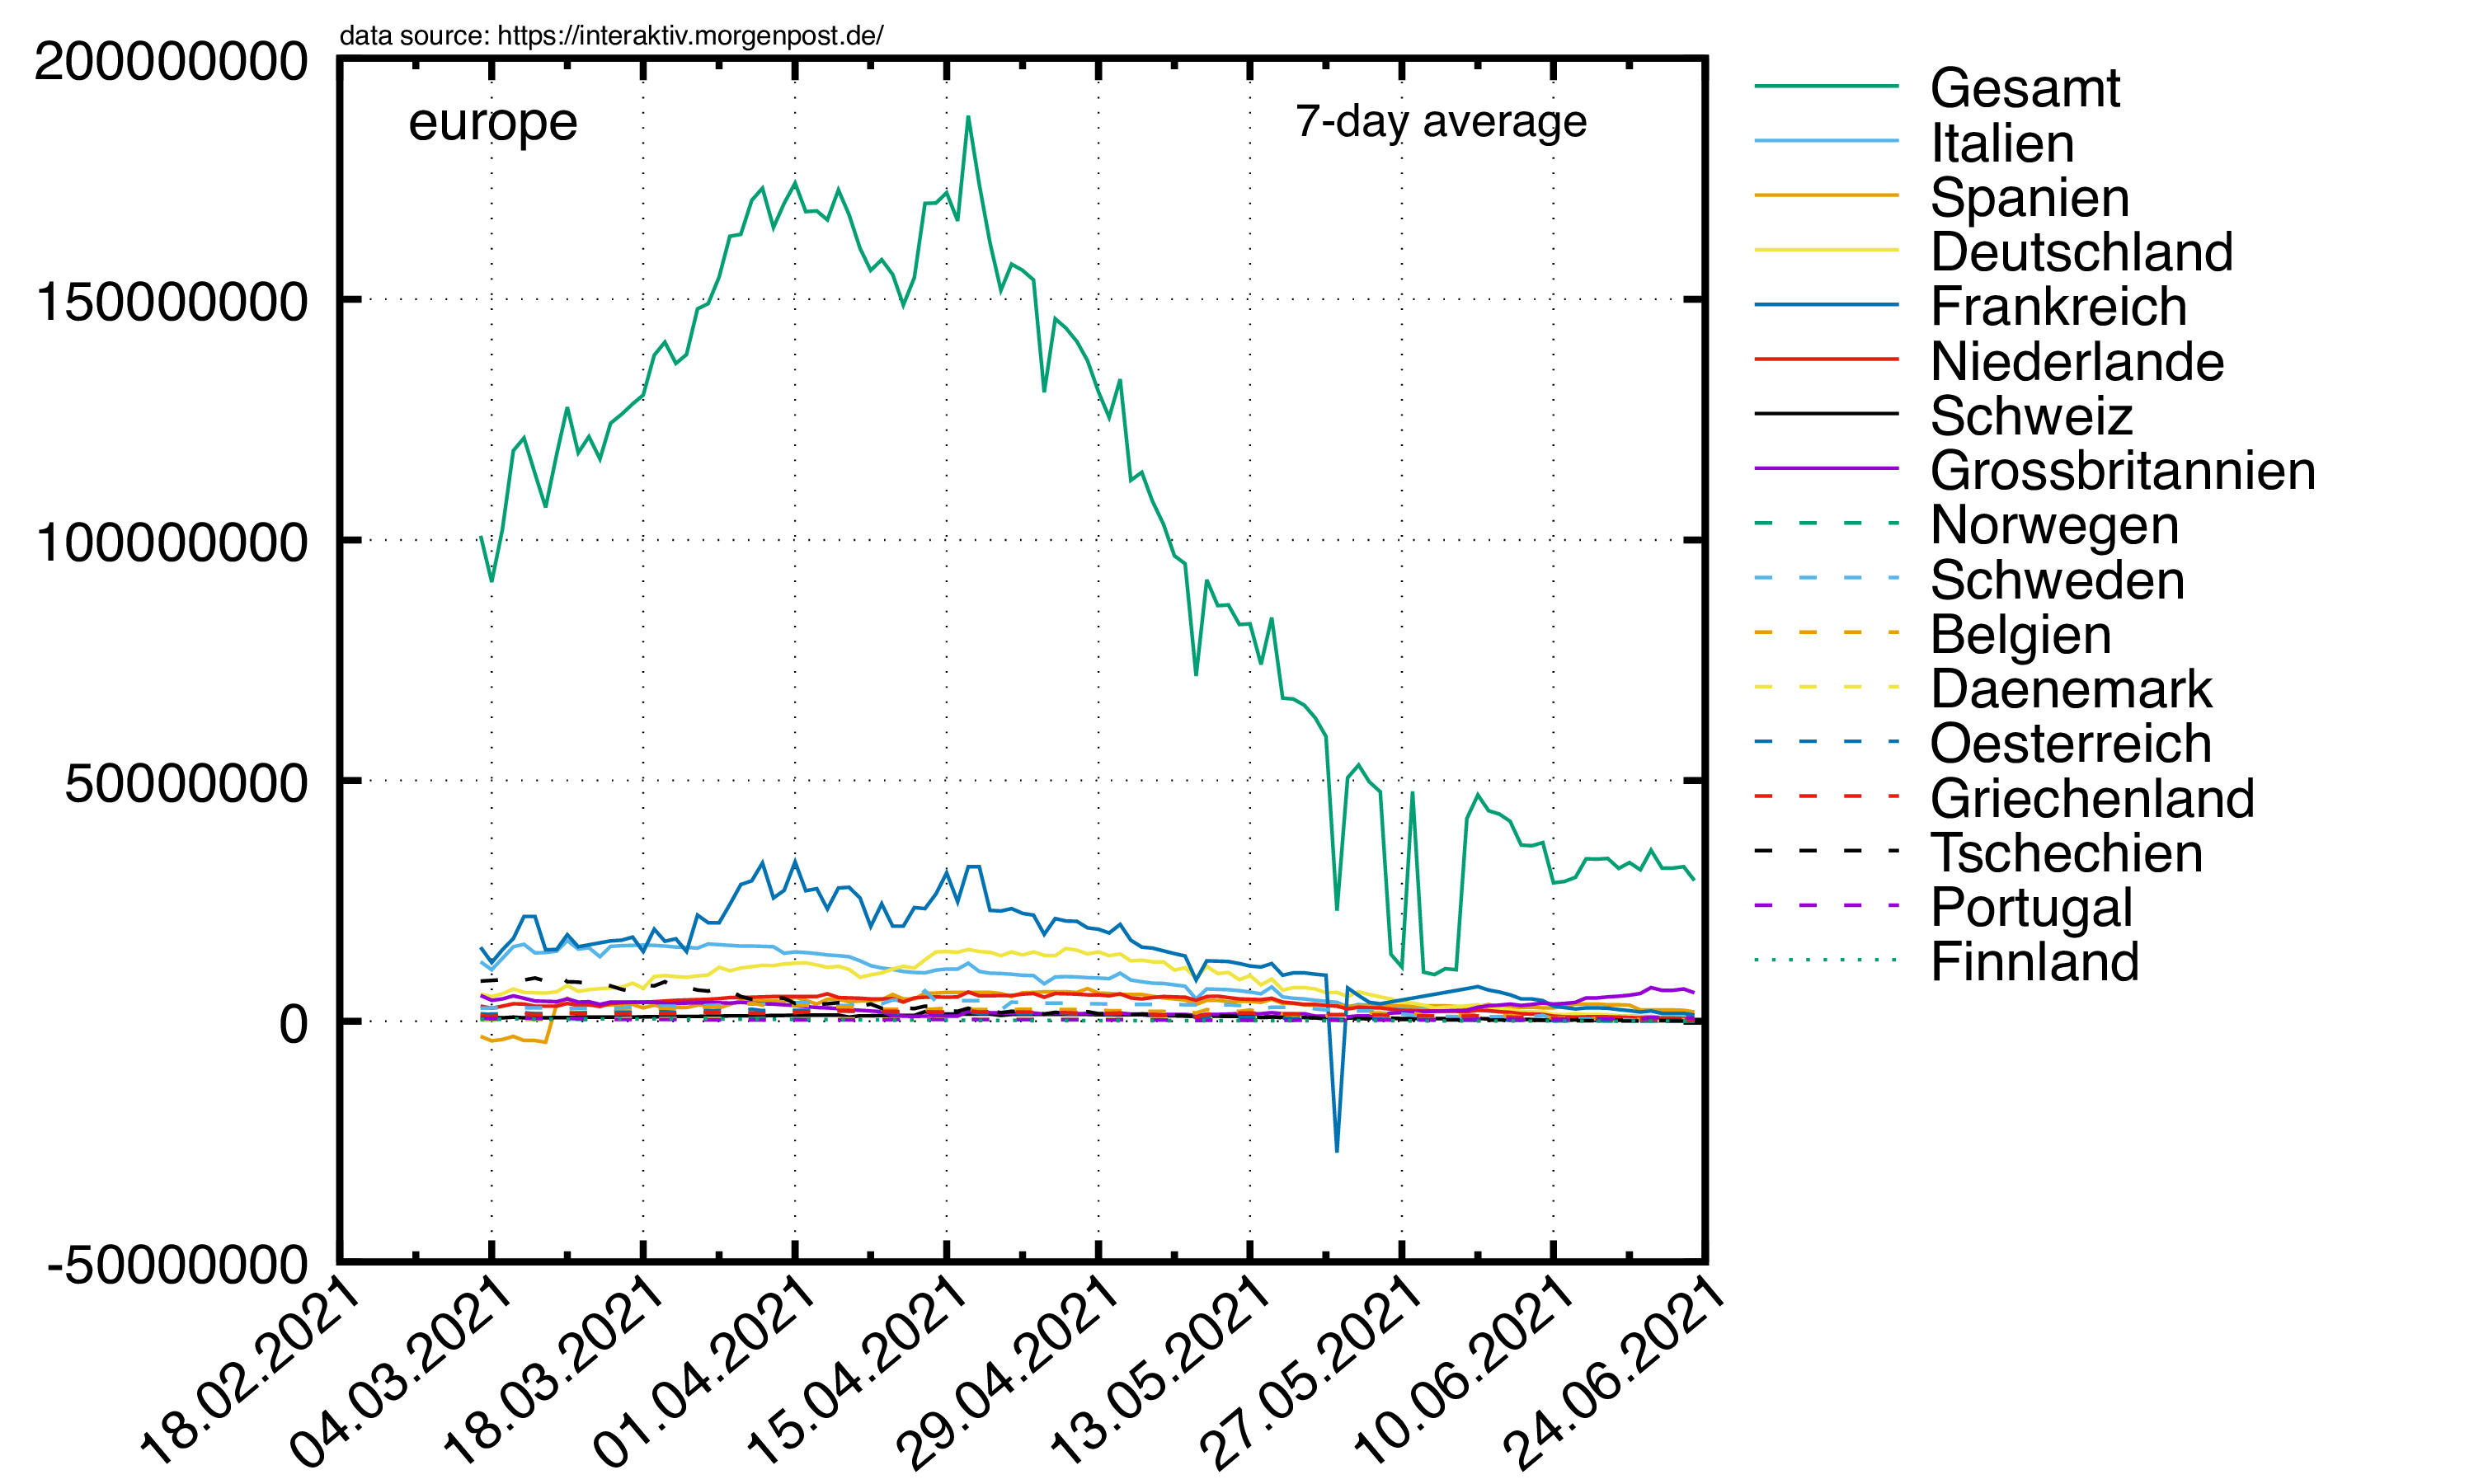 data source: https://interaktiv.morgenpost.de/
europe
7-day average
200000000
150000000
100000000
50000000
0
-50000000
18.02.2021
04.03.2021
18.03.2021
01.04.2021
15.04.2021
29.04.2021
13.05.2021
27.05.2021
10.06.2021
24.06.2021
Gesamt
Italien
Spanien
Deutschland
Frankreich
Niederlande
Schweiz
Grossbritannien
Norwegen
Schweden
Belgien
Daenemark
Oesterreich
Griechenland
Tschechien
Portugal
Finnland